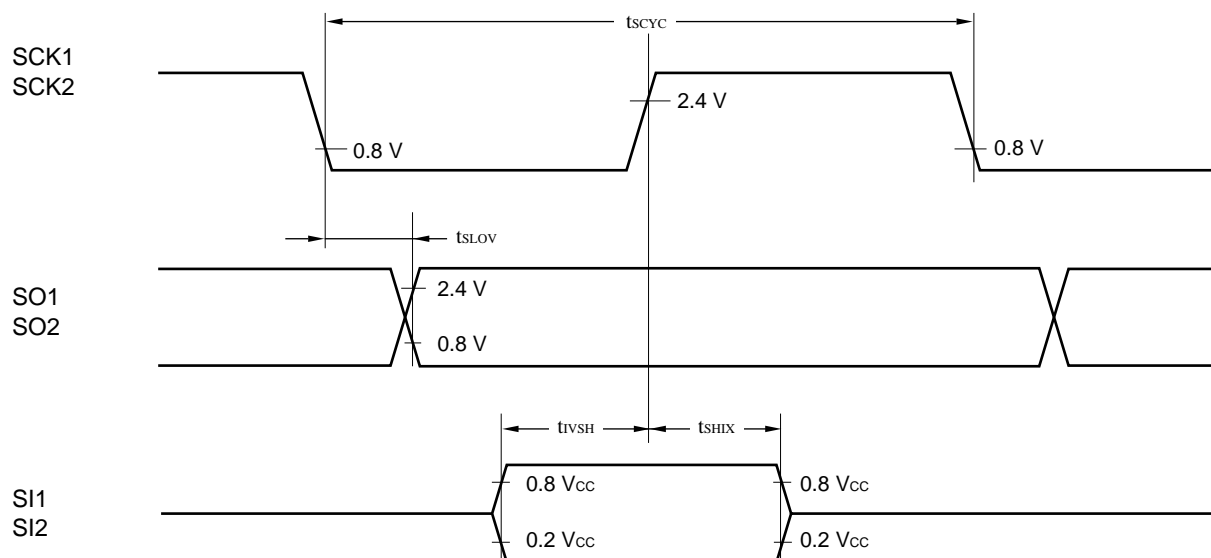 tSCYC
SCK1
SCK2
2.4 V
0.8 V
0.8 V
tSLOV
SO1
SO2
2.4 V
0.8 V
tIVSH
tSHIX
SI1
SI2
0.8 VCC
0.8 VCC
0.2 VCC
0.2 VCC